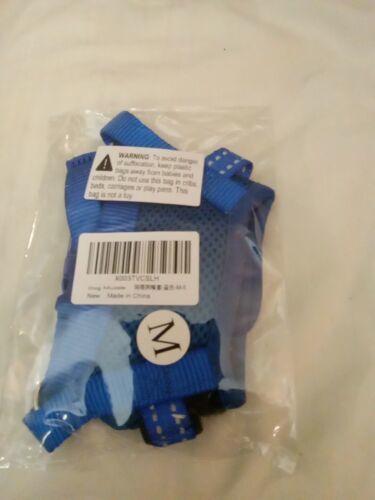 WARNING: To avoid danger
of suffocation, keep plastic
bags away from babies and
children. Do not use this bag in cribs,
beds, carriages or play pens. This
bag is not a toy.
X003TVCSLH
Dog Muzzle
New Made in China
M